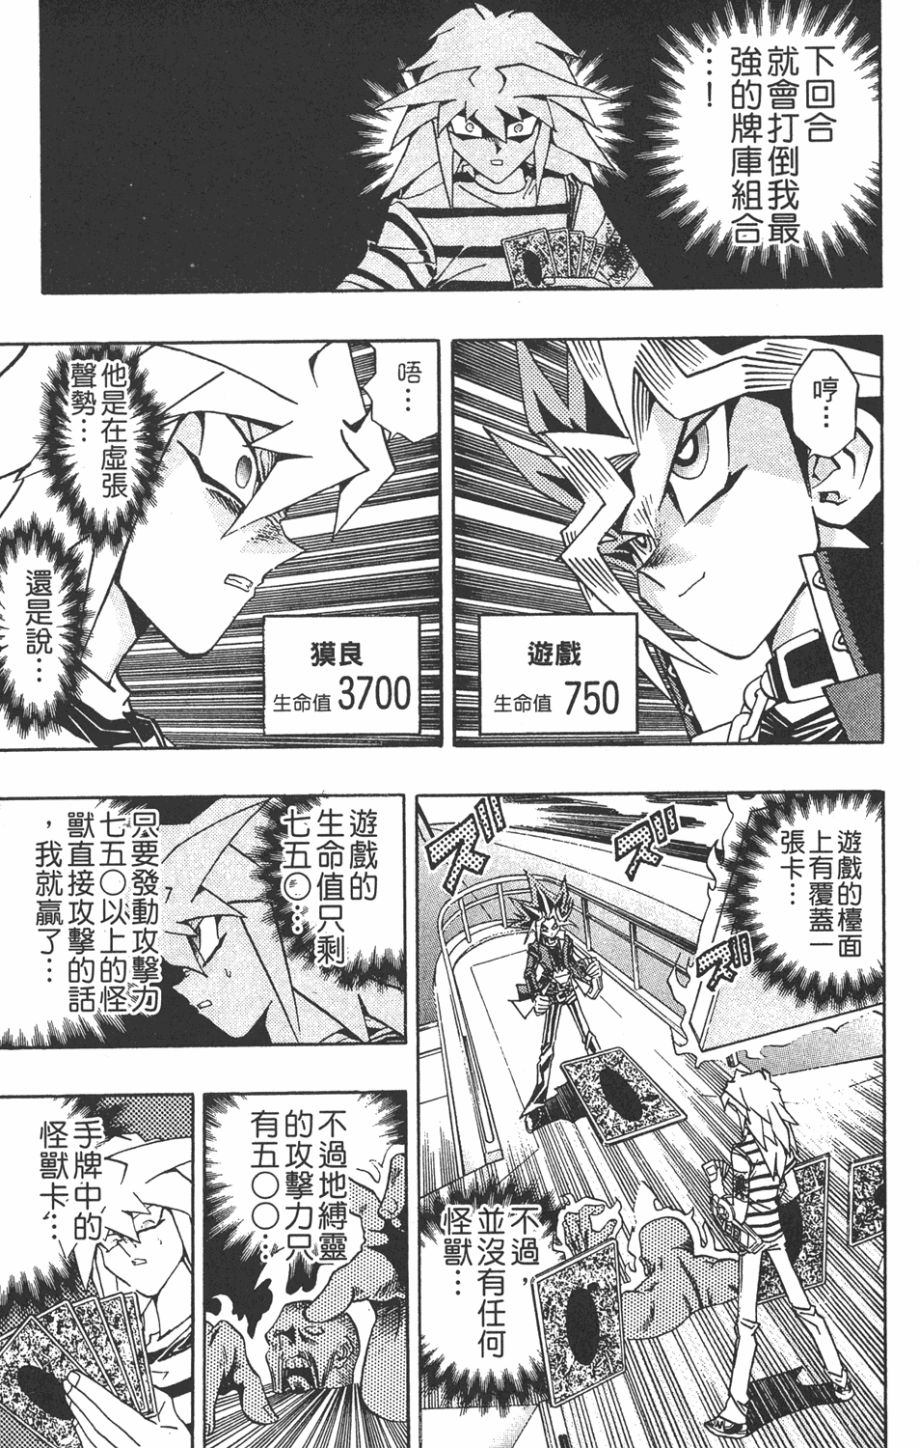 下回合
就會打倒我最
強的牌庫組合
…！
哼…
遊戲
生命值 750
唔…
獏良
生命值 3700
他是在虛張
聲勢…
還是說…
遊戲的檯面
上有覆蓋一
張卡…
ズズズズ
不過，
並沒有任何
怪獸…
遊戲的
生命值只剩
七五〇…
只要發動攻擊力
七五〇以上的怪
獸直接攻擊的話
，我就贏了…
不過地縛靈
的攻擊力只
有五〇〇…
手牌中的
怪獸卡…